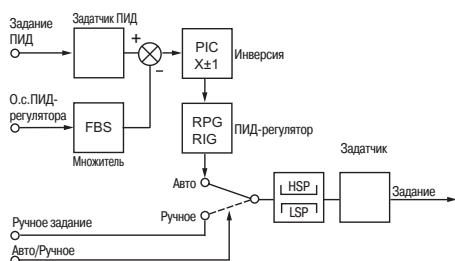 Задание
ПИД
Задатчик ПИД
+
−
PIC
X±1
Инверсия
О.с.ПИД-
регулятора
FBS
Множитель
RPG
RIG
ПИД-регулятор
Авто
Задатчик
HSP
LSP
Задание
Ручное
Ручное задание
Авто/Ручное